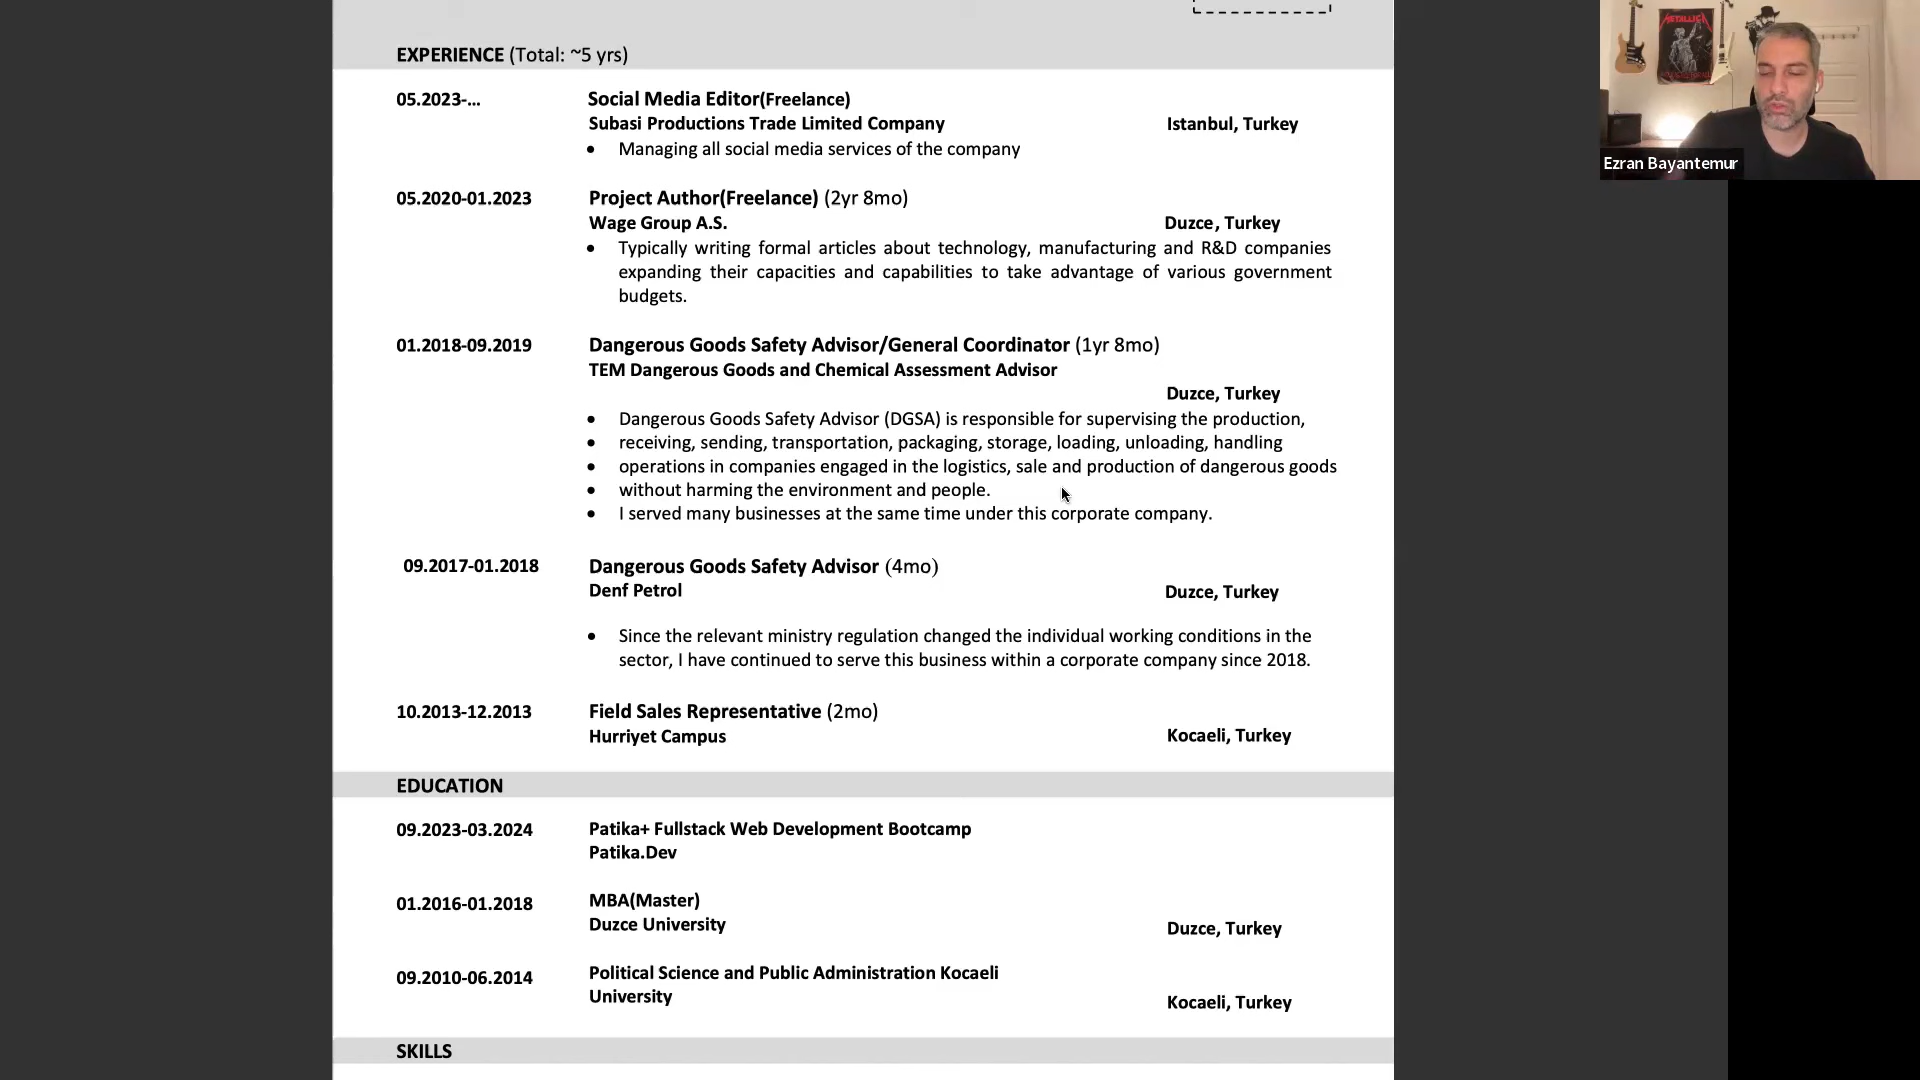 EXPERIENCE (Total: ~5 yrs)
05.2023-... Social Media Editor(Freelance)
Subasi Productions Trade Limited Company Istanbul, Turkey
• Managing all social media services of the company
05.2020-01.2023 Project Author(Freelance) (2yr 8mo)
Wage Group A.S. Duzce, Turkey
• Typically writing formal articles about technology, manufacturing and R&D companies
expanding their capacities and capabilities to take advantage of various government
budgets.
01.2018-09.2019 Dangerous Goods Safety Advisor/General Coordinator (1yr 8mo)
TEM Dangerous Goods and Chemical Assessment Advisor
Duzce, Turkey
• Dangerous Goods Safety Advisor (DGSA) is responsible for supervising the production,
• receiving, sending, transportation, packaging, storage, loading, unloading, handling
• operations in companies engaged in the logistics, sale and production of dangerous goods
• without harming the environment and people.
• I served many businesses at the same time under this corporate company.
09.2017-01.2018 Dangerous Goods Safety Advisor (4mo)
Denf Petrol Duzce, Turkey
• Since the relevant ministry regulation changed the individual working conditions in the
sector, I have continued to serve this business within a corporate company since 2018.
10.2013-12.2013 Field Sales Representative (2mo)
Hurriyet Campus Kocaeli, Turkey
EDUCATION
09.2023-03.2024 Patika+ Fullstack Web Development Bootcamp
Patika.Dev
01.2016-01.2018 MBA(Master)
Duzce University Duzce, Turkey
09.2010-06.2014 Political Science and Public Administration Kocaeli
University Kocaeli, Turkey
SKILLS
METALLICA
Ezran Bayantemur